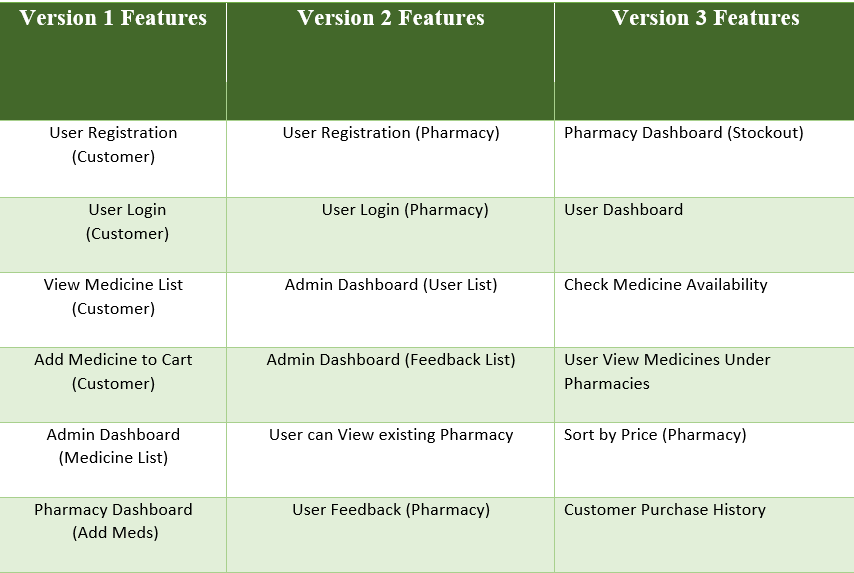 Version 1 Features
Version 2 Features
Version 3 Features
User Registration
(Customer)
User Registration (Pharmacy)
Pharmacy Dashboard (Stockout)
User Login
(Customer)
User Login (Pharmacy)
User Dashboard
View Medicine List
(Customer)
Admin Dashboard (User List)
Check Medicine Availability
Add Medicine to Cart
(Customer)
Admin Dashboard (Feedback List)
User View Medicines Under
Pharmacies
Admin Dashboard
(Medicine List)
User can View existing Pharmacy
Sort by Price (Pharmacy)
Pharmacy Dashboard
(Add Meds)
User Feedback (Pharmacy)
Customer Purchase History